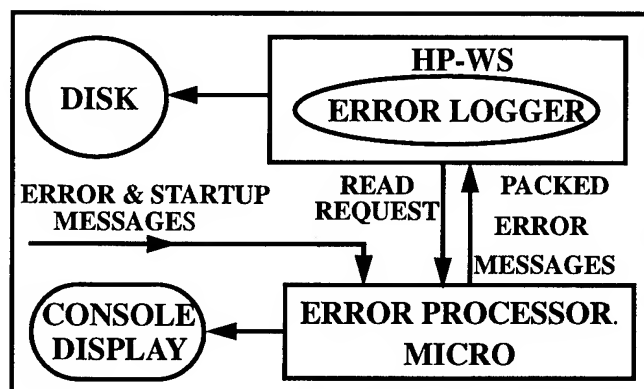 HP-WS
DISK
ERROR LOGGER
ERROR & STARTUP
MESSAGES
READ
REQUEST
PACKED
ERROR
MESSAGES
CONSOLE
DISPLAY
ERROR PROCESSOR.
MICRO